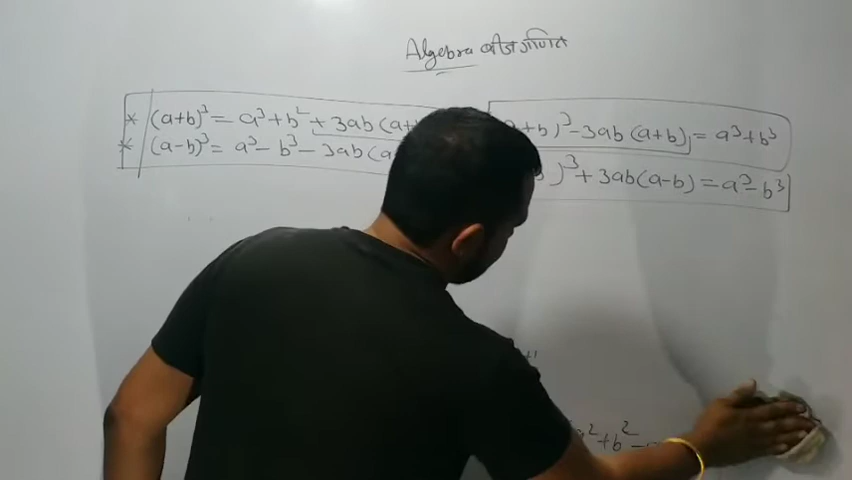 Algebra बीजगणित
* (a+b)³ = a³+b² + 3ab(a+
* (a-b)³ = a³- b³- 3ab(a
a+b)³-3ab(a+b) = a³+b³
)³+3ab(a-b) = a³-b³
²+b²-